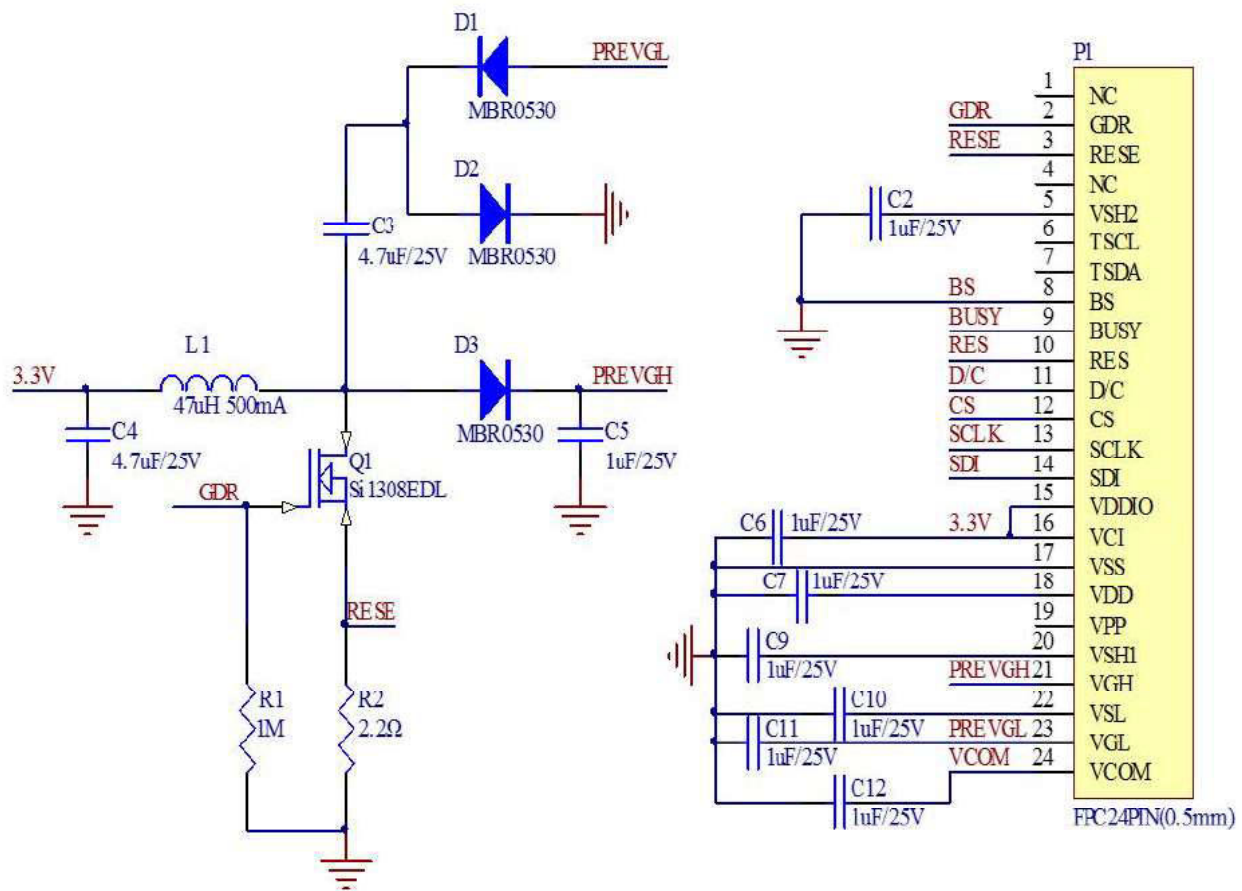 D1
PREVGL
MBR0530
D2
MBR0530
C3
4.7uF/25V
L1
3.3V
47uH 500mA
D3
PREVGH
MBR0530
C4
4.7uF/25V
C5
1uF/25V
Q1
Si1308EDL
GDR
RESE
R1
1M
R2
2.2Ω
P1
1 NC
GDR 2 GDR
RESE 3 RESE
4 NC
C2
1uF/25V
5 VSH2
6 TSCL
7 TSDA
BS 8 BS
BUSY 9 BUSY
RES 10 RES
D/C 11 D/C
CS 12 CS
SCLK 13 SCLK
SDI 14 SDI
15 VDDIO
C6 1uF/25V 3.3V 16 VCI
17 VSS
C7 1uF/25V 18 VDD
19 VPP
C9
1uF/25V
20 VSH1
PREVGH 21 VGH
C10
1uF/25V
22 VSL
C11
1uF/25V
PREVGL 23 VGL
VCOM 24 VCOM
C12
1uF/25V
FPC24PIN(0.5mm)